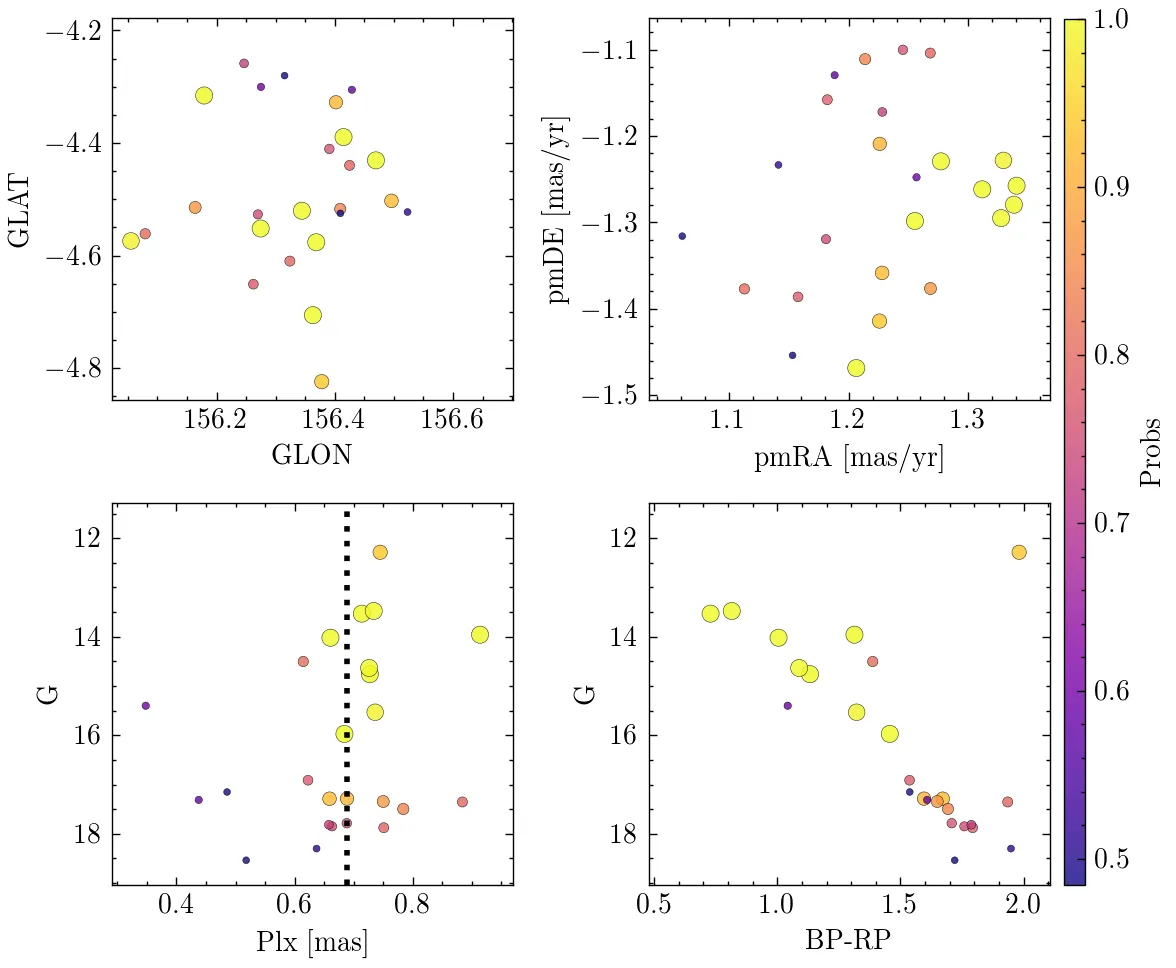 −4.2
−4.4
−4.6
−4.8
GLAT
156.2 156.4 156.6
GLON
−1.1
−1.2
−1.3
−1.4
−1.5
pmDE [mas/yr]
1.1 1.2 1.3
pmRA [mas/yr]
12
14
16
18
G
0.4 0.6 0.8
Plx [mas]
12
14
16
18
G
0.5 1.0 1.5 2.0
BP-RP
1.0
0.9
0.8
0.7
0.6
0.5
Probs